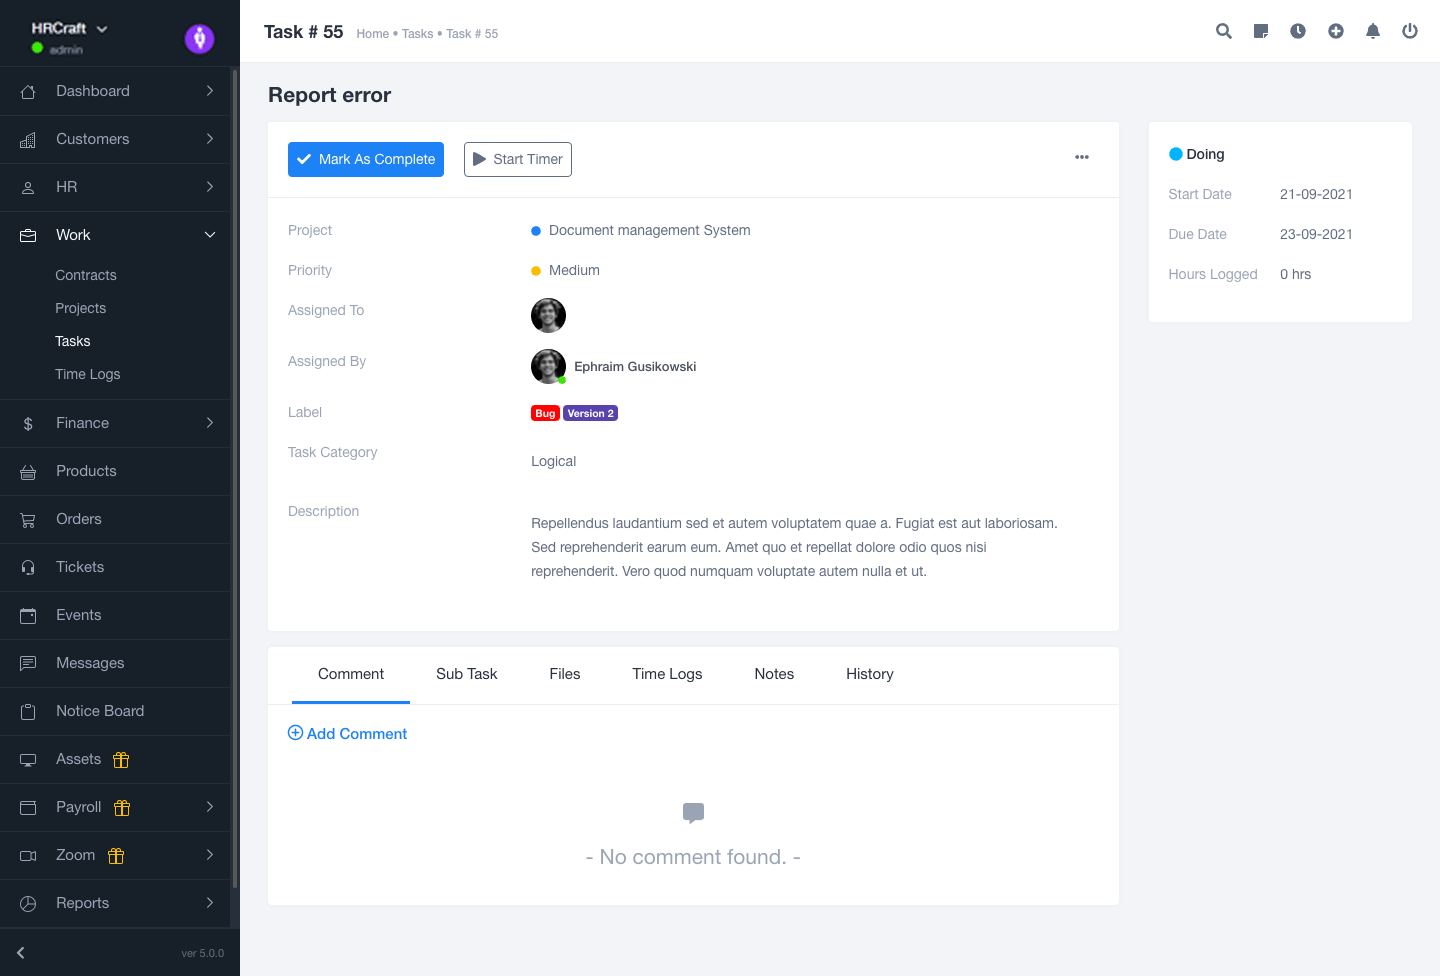 HRCraft
admin
Dashboard
Customers
HR
Work
Contracts
Projects
Tasks
Time Logs
Finance
Products
Orders
Tickets
Events
Messages
Notice Board
Assets
Payroll
Zoom
Reports
ver 5.0.0
Task # 55 Home • Tasks • Task # 55
Report error
Mark As Complete Start Timer
Project Document management System
Priority Medium
Assigned To
Assigned By Ephraim Gusikowski
Label Bug Version 2
Task Category Logical
Description Repellendus laudantium sed et autem voluptatem quae a. Fugiat est aut laboriosam.
Sed reprehenderit earum eum. Amet quo et repellat dolore odio quos nisi
reprehenderit. Vero quod numquam voluptate autem nulla et ut.
Doing
Start Date 21-09-2021
Due Date 23-09-2021
Hours Logged 0 hrs
Comment Sub Task Files Time Logs Notes History
Add Comment
- No comment found. -